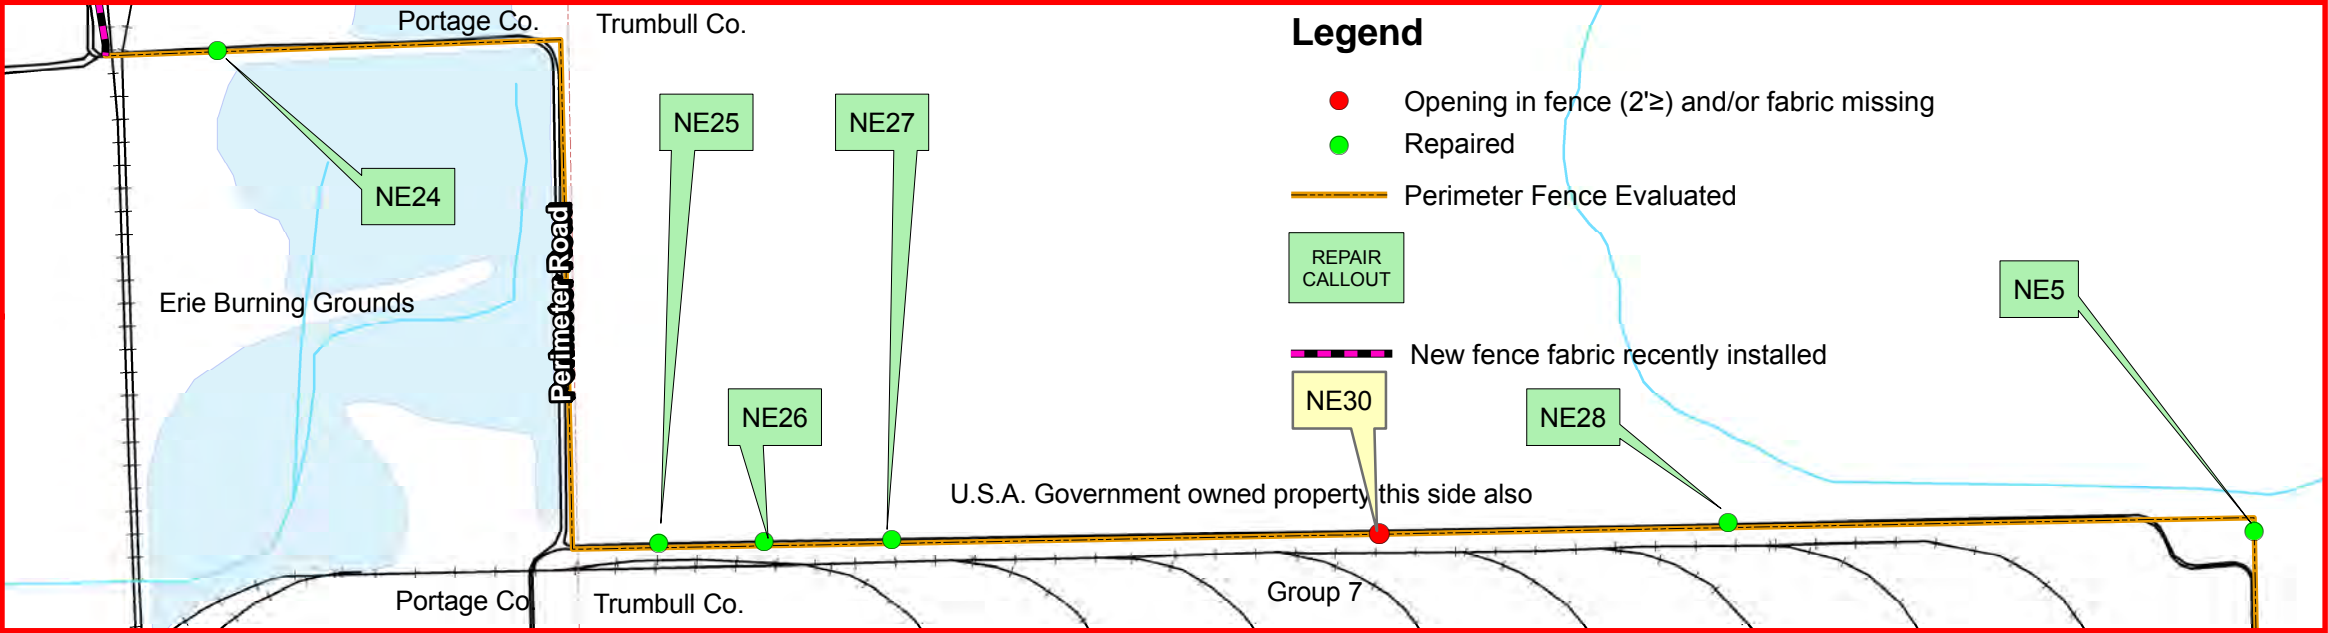 Portage Co.
Trumbull Co.
Legend
Opening in fence (2'≥) and/or fabric missing
Repaired
Perimeter Fence Evaluated
REPAIR
CALLOUT
New fence fabric recently installed
NE24
NE25
NE27
NE5
Perimeter Road
Erie Burning Grounds
NE26
NE30
NE28
U.S.A. Government owned property this side also
Group 7
Portage Co.
Trumbull Co.